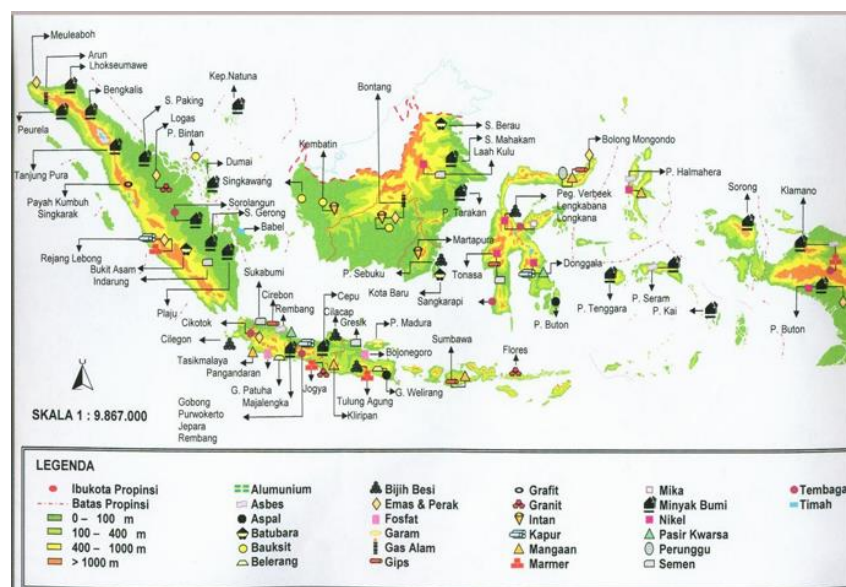 Meuleaboh
Arun
Lhokseumawe
Bengkalis
Kep.Natuna
S. Paking
Logas
P. Bintan
Peurela
Tanjung Pura
Payah Kumbuh
Singkarak
Dumai
Singkawang
Sorolangun
S. Gerong
Babel
Rejang Lebong
Bukit Asam
Indarung
Plaju
Kembatin
Bontang
S. Berau
S. Mahakam
Laah Kulu
P. Tarakan
Martapura
P. Sebuku
Kota Baru
Sangkarapi
Bolong Mongondo
P. Halmahera
Peg. Verbeek
Lengkabana
Longkana
Tonasa
Donggala
P. Buton
Sorong
Klamano
P. Tenggara
P. Seram
P. Kai
P. Buton
Sukabumi
Cirebon
Rembang
Cepu
Cilacap
Gresik
P. Madura
Cikotok
Cilegon
Tasikmalaya
Pangandaran
G. Patuha
Majalengka
Jogya
Kliripan
Tulung Agung
G. Welirang
Bojonegoro
Sumbawa
Flores
Gobong
Purwokerto
Jepara
Rembang
SKALA 1 : 9.867.000
LEGENDA
Ibukota Propinsi
Batas Propinsi
0 – 100 m
100 – 400 m
400 – 1000 m
> 1000 m
Alumunium
Asbes
Aspal
Batubara
Bauksit
Belerang
Bijih Besi
Emas & Perak
Fosfat
Garam
Gas Alam
Gips
Grafit
Granit
Intan
Kapur
Mangaan
Marmer
Mika
Minyak Bumi
Nikel
Pasir Kwarsa
Perunggu
Semen
Tembaga
Timah